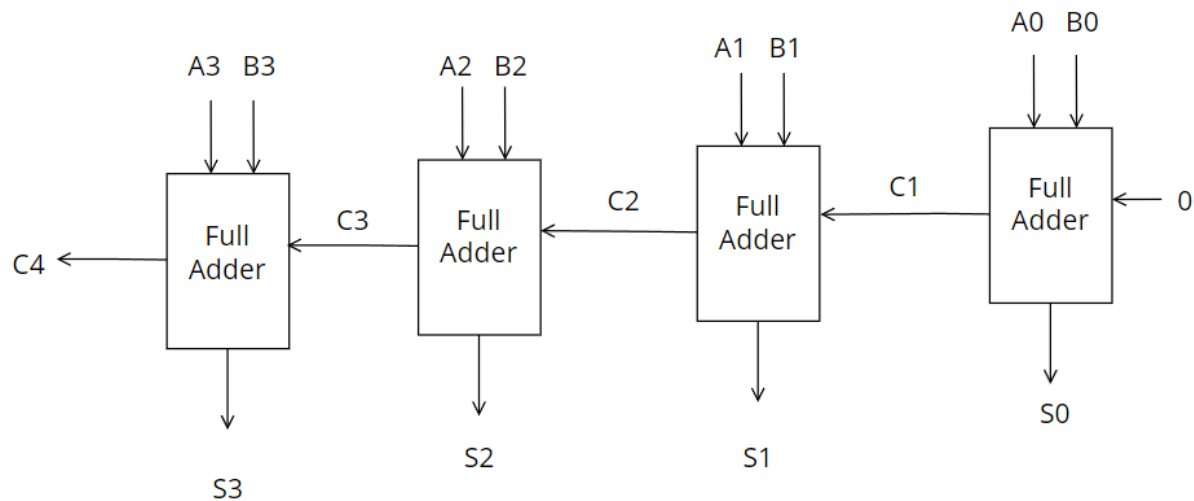 A0 B0
A1 B1
A2 B2
A3 B3
Full
Adder
0
C1
Full
Adder
C2
Full
Adder
C3
Full
Adder
C4
S0
S1
S2
S3